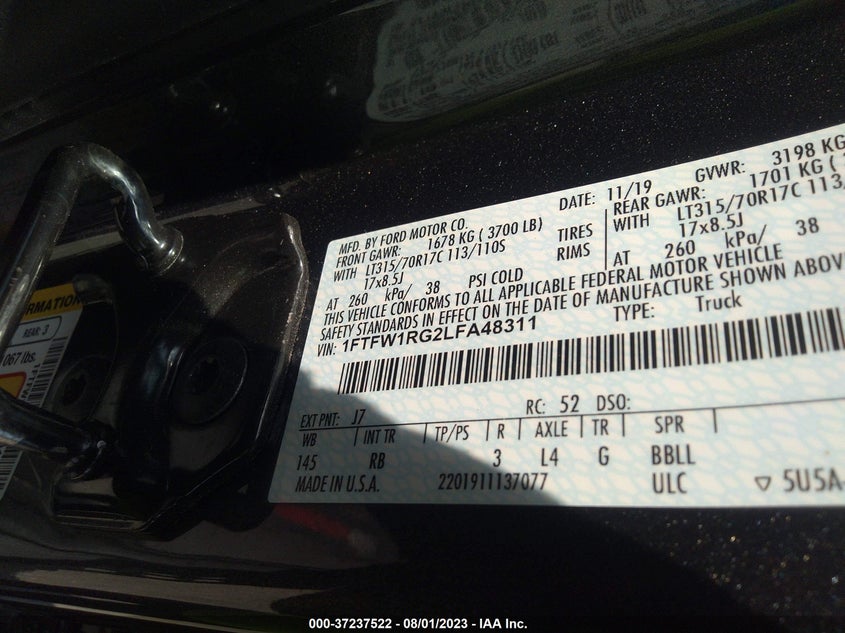 MFD. BY FORD MOTOR CO.
DATE: 11/19
GVWR: 3198 KG
FRONT GAWR: 1678 KG ( 3700 LB)
REAR GAWR: 1701 KG (
WITH LT315/70R17C 113/110S TIRES
WITH LT315/70R17C 113/
17x8.5J RIMS
17x8.5J
AT 260 kPa/ 38 PSI COLD
AT 260 kPa/ 38
THIS VEHICLE CONFORMS TO ALL APPLICABLE FEDERAL MOTOR VEHICLE
SAFETY STANDARDS IN EFFECT ON THE DATE OF MANUFACTURE SHOWN ABOV
VIN: 1FTFW1RG2LFA48311
TYPE: Truck
EXT PNT: J7 RC: 52 DSO:
WB INT TR TP/PS R AXLE TR SPR
145 RB 3 L4 G BBLL
MADE IN U.S.A. 2201911137077 ULC 5U5A-
ORMATION
REAR: 3
067 lbs.
000-37237522 - 08/01/2023 - IAA Inc.